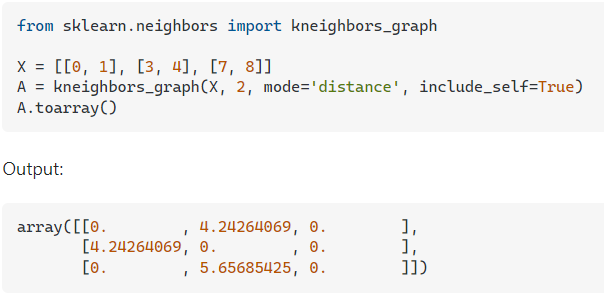 from sklearn.neighbors import kneighbors_graph
X = [[0, 1], [3, 4], [7, 8]]
A = kneighbors_graph(X, 2, mode='distance', include_self=True)
A.toarray()
Output:
array([[0.        , 4.24264069, 0.        ],
       [4.24264069, 0.        , 0.        ],
       [0.        , 5.65685425, 0.        ]])